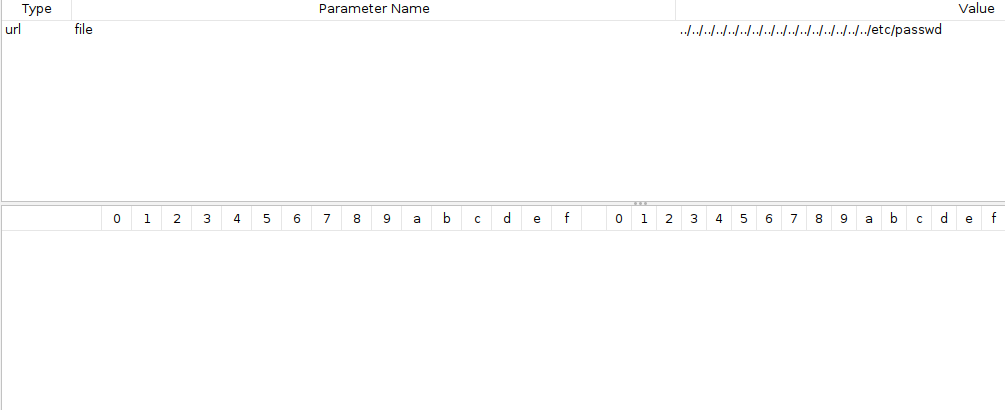 Type Parameter Name Value
url file ../../../../../../../../../../../../../../../../etc/passwd
0 1 2 3 4 5 6 7 8 9 a b c d e f 0 1 2 3 4 5 6 7 8 9 a b c d e f